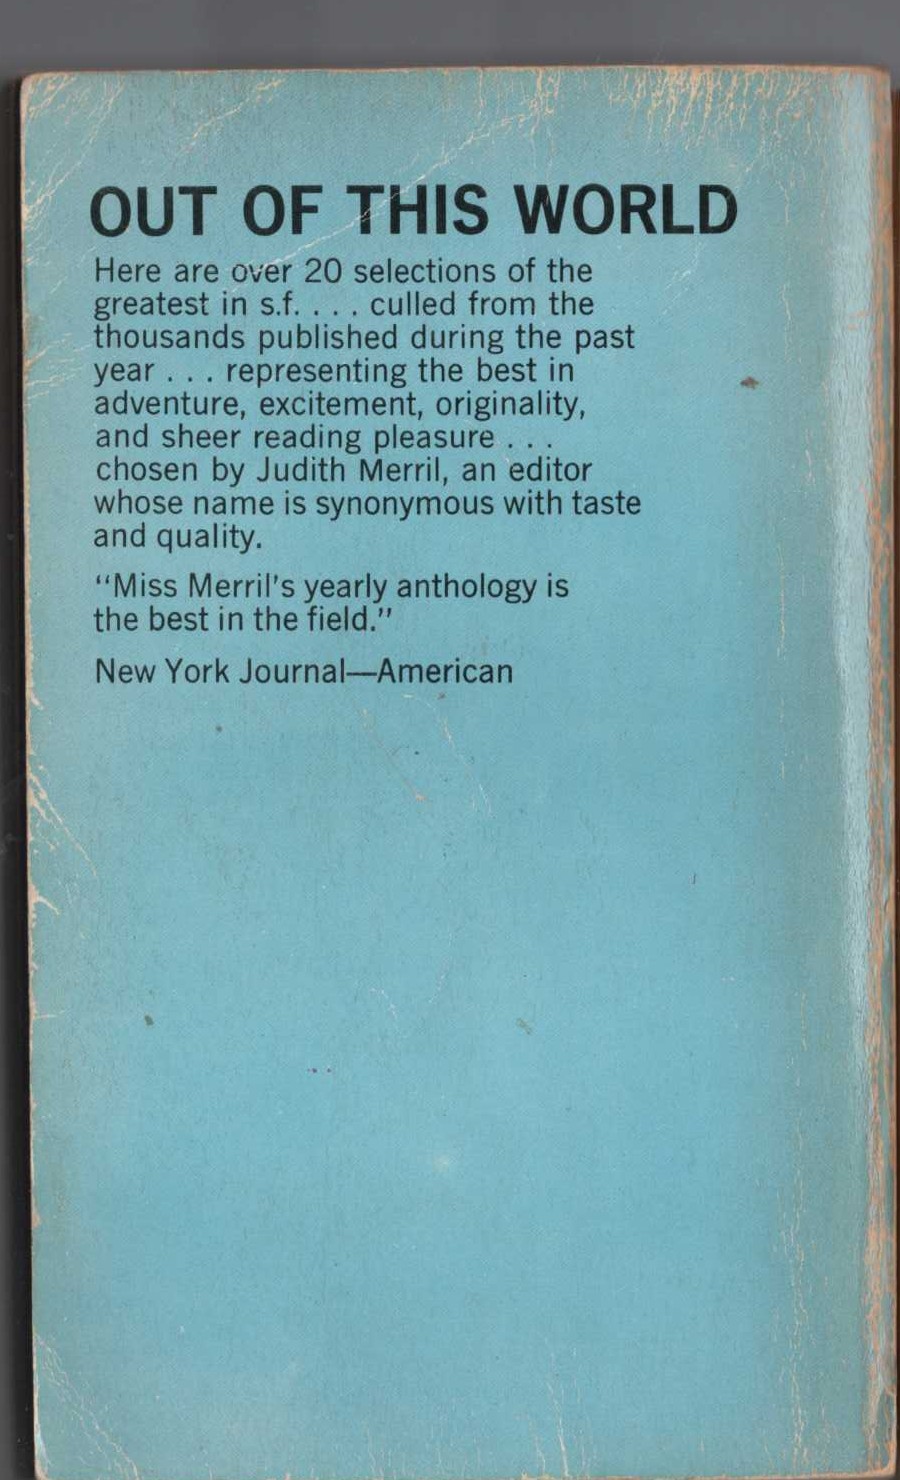 OUT OF THIS WORLD
Here are over 20 selections of the
greatest in s.f. . . . culled from the
thousands published during the past
year . . . representing the best in
adventure, excitement, originality,
and sheer reading pleasure . . .
chosen by Judith Merril, an editor
whose name is synonymous with taste
and quality.
"Miss Merril's yearly anthology is
the best in the field."
New York Journal—American